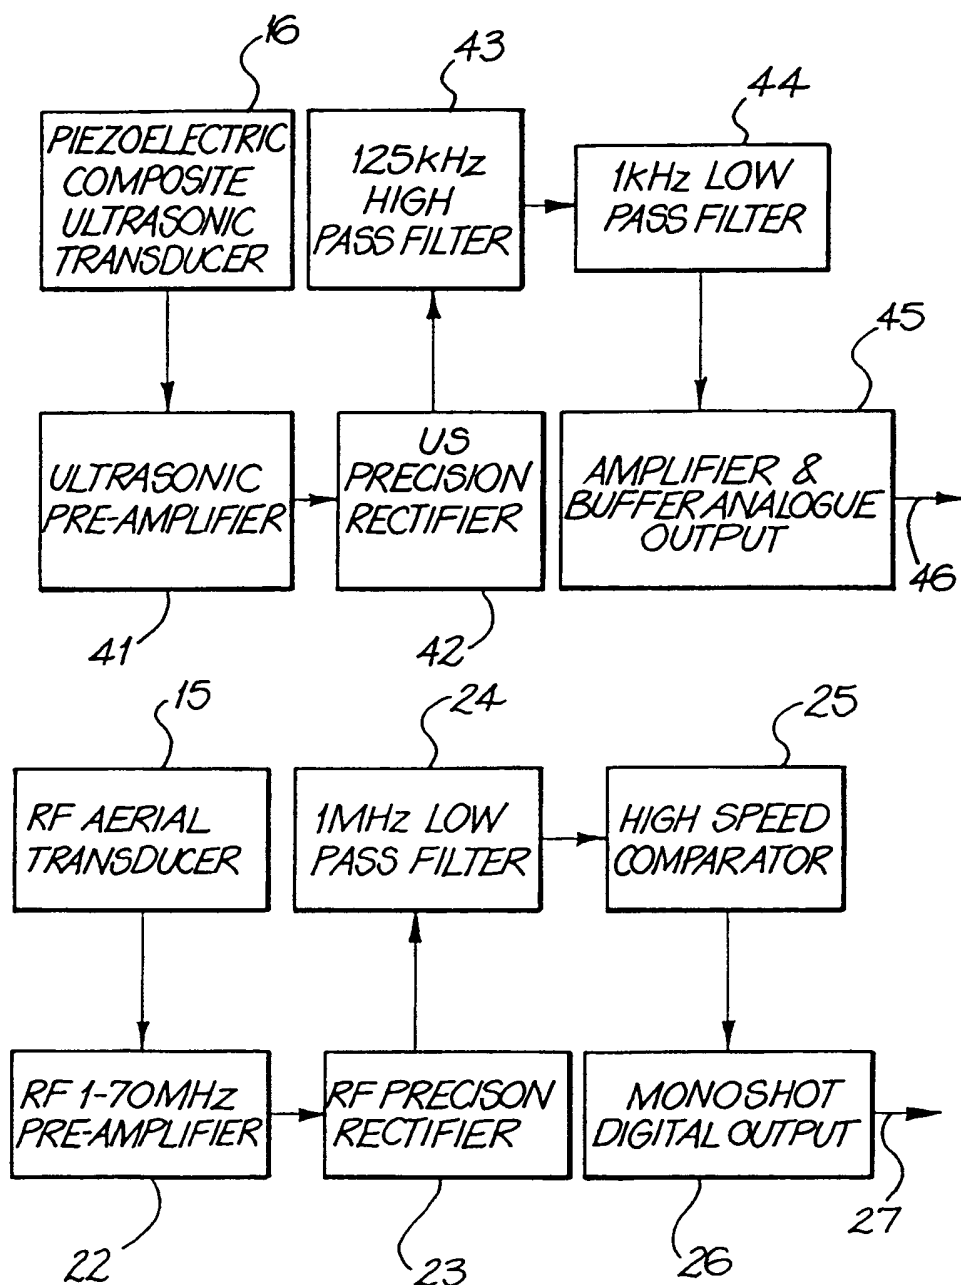 16
43
44
PIEZOELECTRIC
COMPOSITE
ULTRASONIC
TRANSDUCER
125kHz
HIGH
PASS FILTER
1kHz LOW
PASS FILTER
45
ULTRASONIC
PRE-AMPLIFIER
US
PRECISION
RECTIFIER
AMPLIFIER &
BUFFER ANALOGUE
OUTPUT
46
41
42
15
24
25
RF AERIAL
TRANSDUCER
1MHz LOW
PASS FILTER
HIGH SPEED
COMPARATOR
RF 1-70MHz
PRE-AMPLIFIER
RF PRECISON
RECTIFIER
MONOSHOT
DIGITAL OUTPUT
22
23
26
27